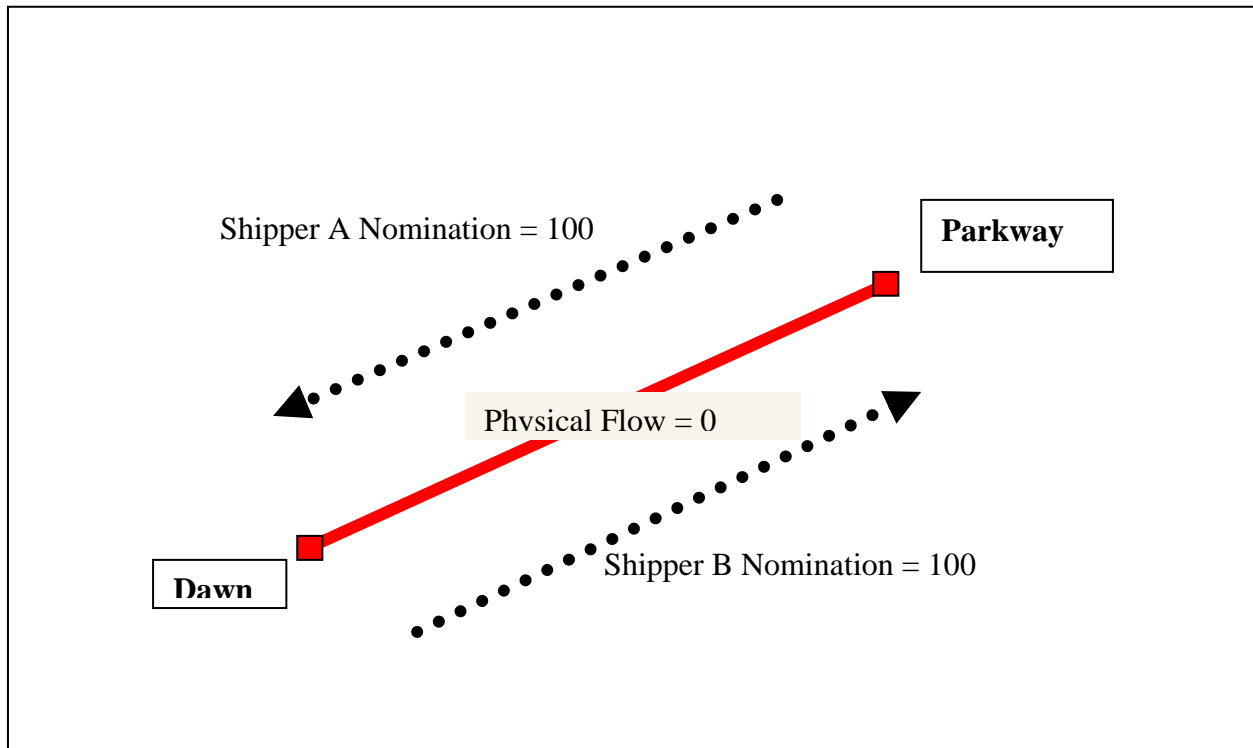 Shipper A Nomination = 100
Parkway
Physical Flow = 0
Shipper B Nomination = 100
Dawn